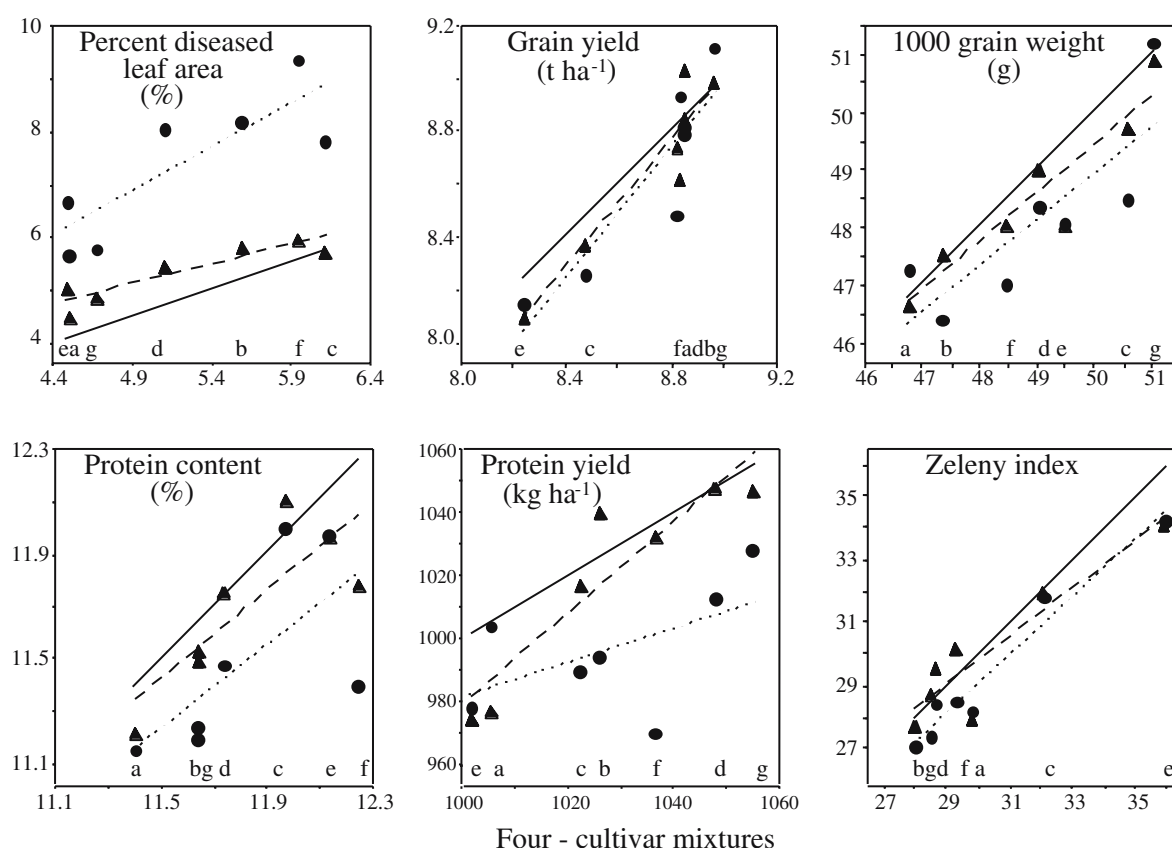 Percent diseased
leaf area
(%)
10
8
6
4
ea g d b f c
4.4 4.9 5.4 5.9 6.4
Grain yield
(t ha⁻¹)
9.2
8.8
8.4
8.0
e c fadbg
8.0 8.4 8.8 9.2
1000 grain weight
(g)
51
50
49
48
47
46
a b f d e c g
46 47 48 49 50 51
Protein content
(%)
12.3
11.9
11.5
11.1
a bg d c e f
11.1 11.5 11.9 12.3
Protein yield
(kg ha⁻¹)
1060
1040
1020
1000
980
960
e a c b f d g
1000 1020 1040 1060
Zeleny index
35
33
31
29
27
bgd f a c e
27 29 31 33 35
Four - cultivar mixtures